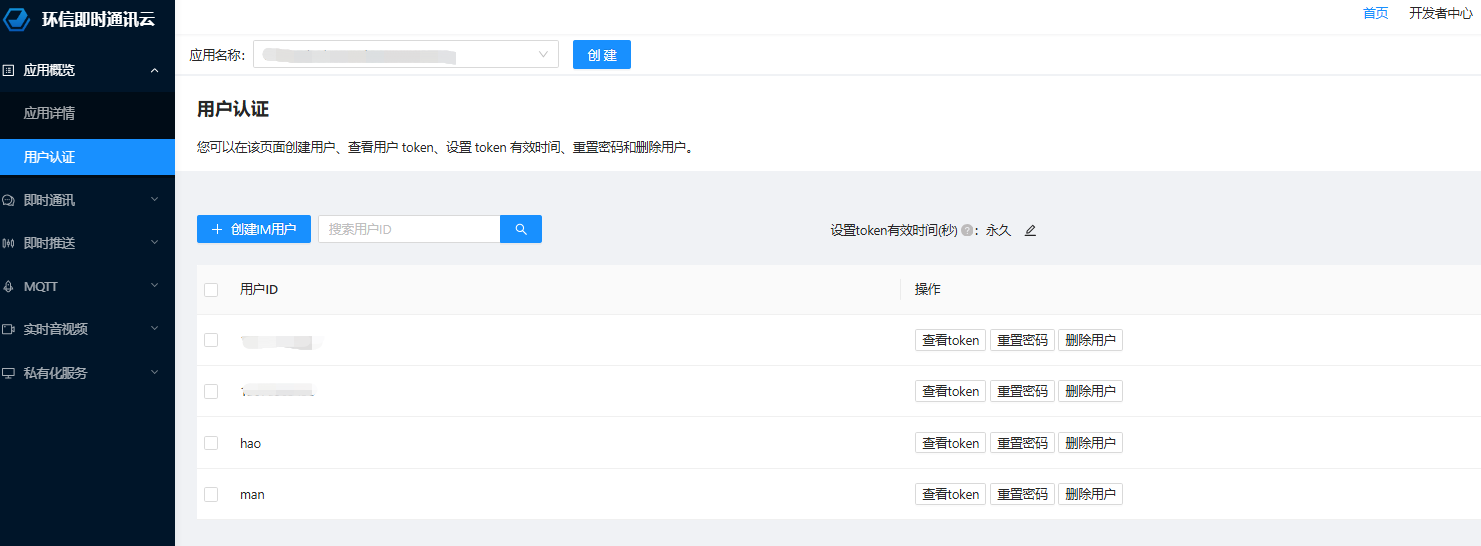 环信即时通讯云
首页 开发者中心
应用名称: 创 建
应用概览
应用详情
用户认证
即时通讯
即时推送
MQTT
实时音视频
私有化服务
用户认证
您可以在该页面创建用户、查看用户 token、设置 token 有效时间、重置密码和删除用户。
创建IM用户 搜索用户ID 设置token有效时间(秒) : 永久
用户ID 操作
查看token 重置密码 删除用户
查看token 重置密码 删除用户
hao 查看token 重置密码 删除用户
man 查看token 重置密码 删除用户